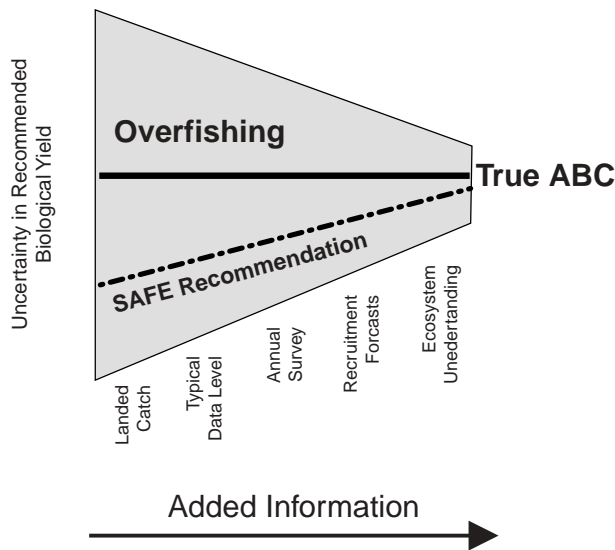 Uncertainty in Recommended
Biological Yield
Overfishing
True ABC
SAFE Recommendation
Landed
Catch
Typical
Data Level
Annual
Survey
Recruitment
Forcasts
Ecosystem
Unedertanding
Added Information